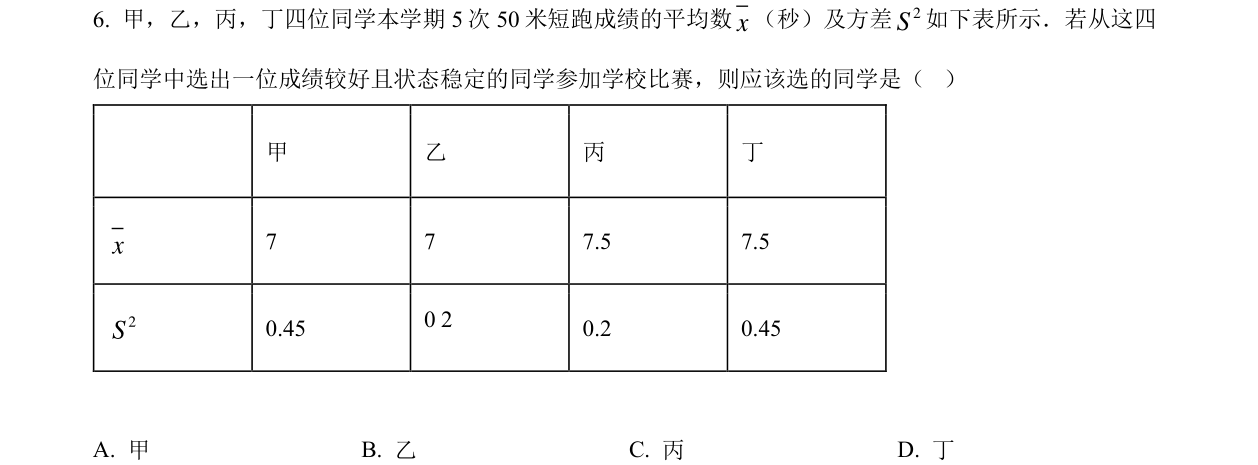 6. 甲，乙，丙，丁四位同学本学期 5 次 50 米短跑成绩的平均数 x̄（秒）及方差 S² 如下表所示．若从这四
位同学中选出一位成绩较好且状态稳定的同学参加学校比赛，则应该选的同学是（ ）
甲 乙 丙 丁
x̄ 7 7 7.5 7.5
S² 0.45 0 2 0.2 0.45
A. 甲 B. 乙 C. 丙 D. 丁